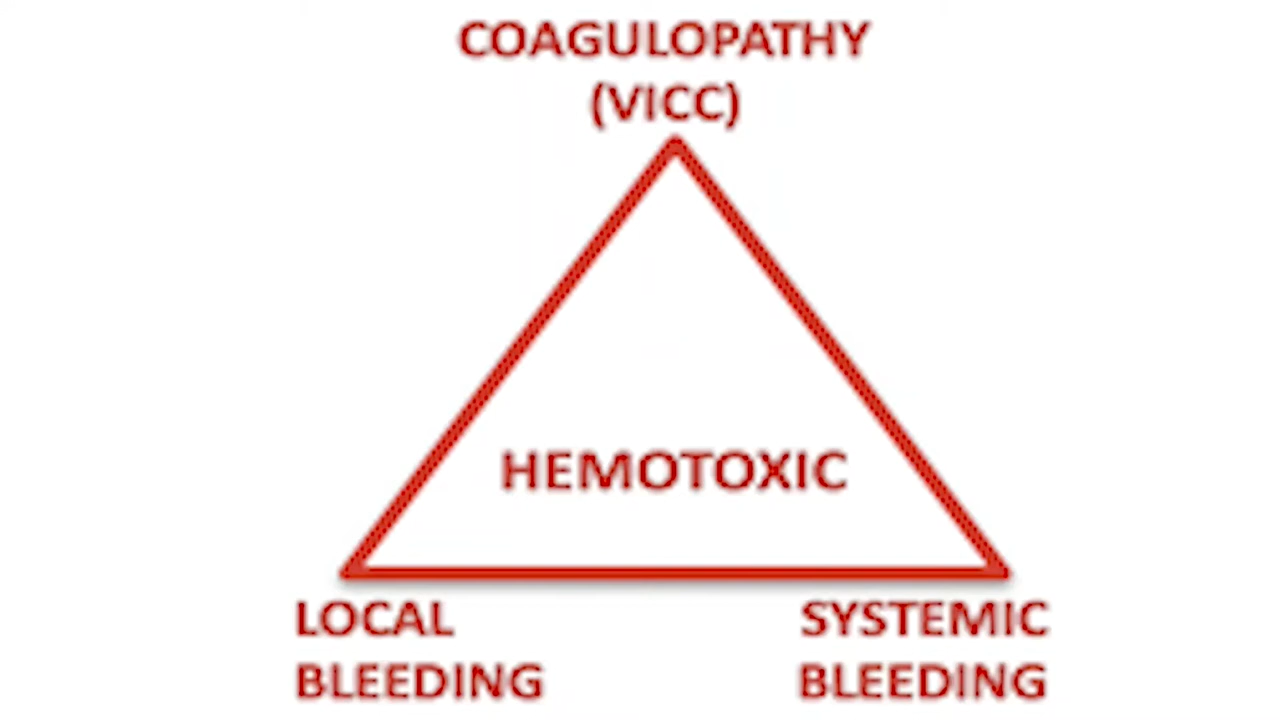 COAGULOPATHY
(VICC)
HEMOTOXIC
LOCAL
BLEEDING
SYSTEMIC
BLEEDING